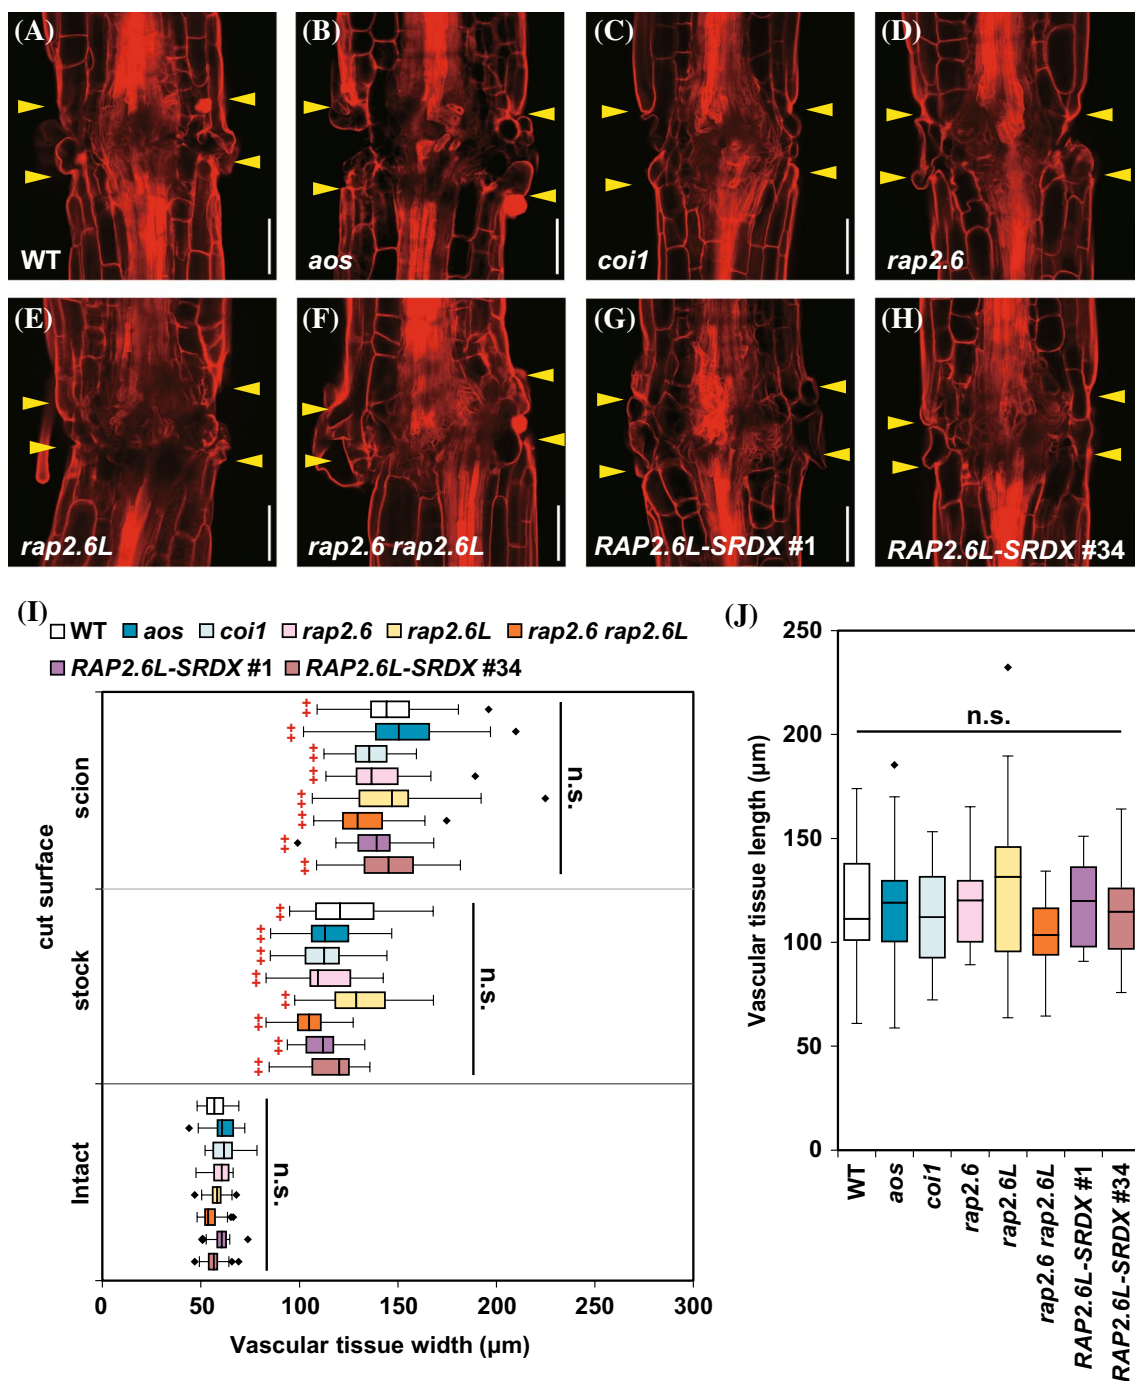 (A) (B) (C) (D)
WT aos coi1 rap2.6
(E) (F) (G) (H)
rap2.6L rap2.6 rap2.6L RAP2.6L-SRDX #1 RAP2.6L-SRDX #34
(I)
WT aos coi1 rap2.6 rap2.6L rap2.6 rap2.6L
RAP2.6L-SRDX #1 RAP2.6L-SRDX #34
cut surface
scion
stock
Intact
‡
‡
‡
‡
‡
‡
‡
‡
n.s.
‡
‡
‡
‡
‡
‡
‡
‡
n.s.
n.s.
0 50 100 150 200 250 300
Vascular tissue width (µm)
(J)
Vascular tissue length (µm)
250
200
150
100
50
0
n.s.
WT
aos
coi1
rap2.6
rap2.6L
rap2.6 rap2.6L
RAP2.6L-SRDX #1
RAP2.6L-SRDX #34